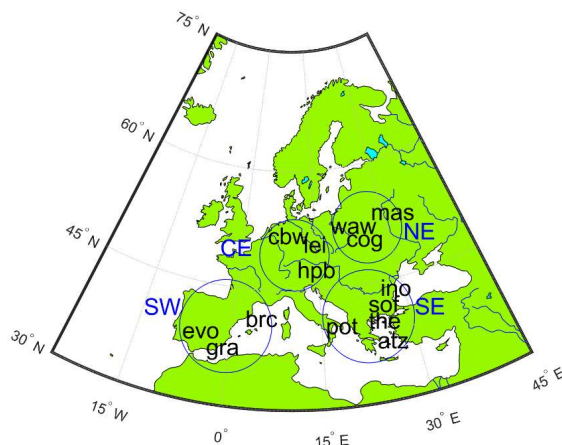 75° N
60° N
45° N
30° N
mas
waw
NE
cog
cbw
lei
CE
hpb
ino
SW
sof
SE
brc
the
evo
pot
gra
atz
15° W
0°
15° E
30° E
45° E